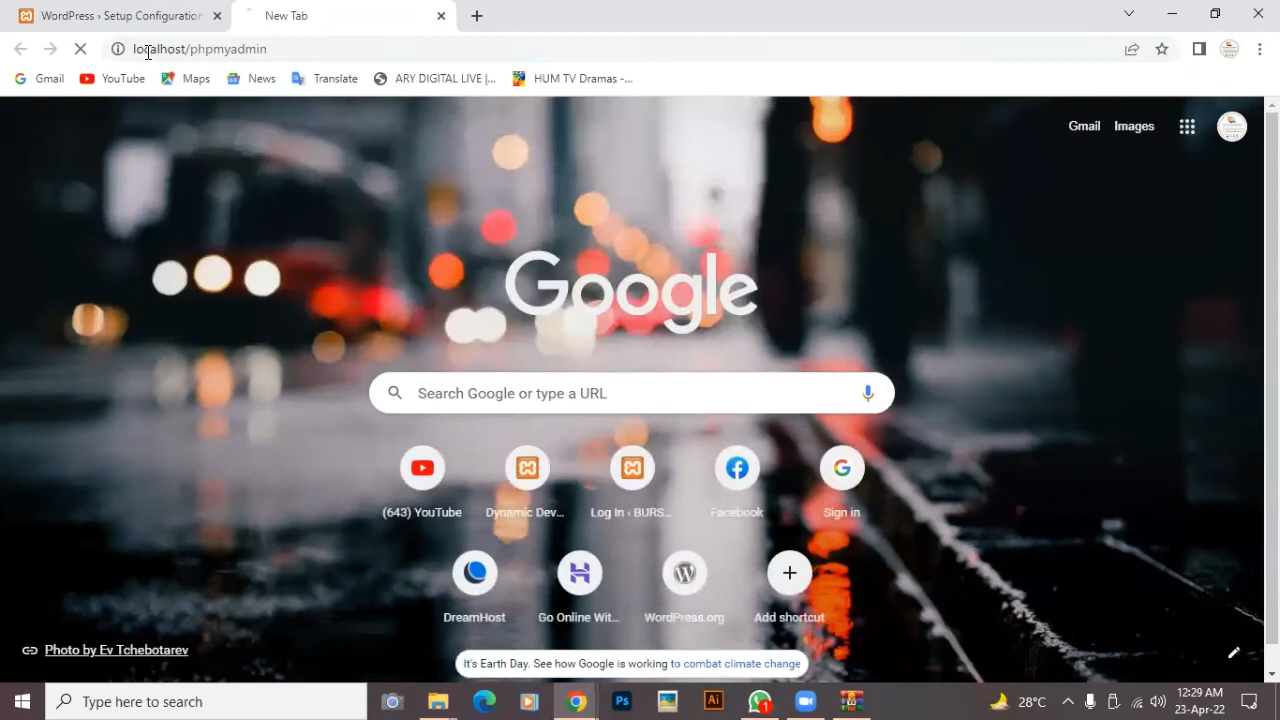 WordPress › Setup Configuration
New Tab
localhost/phpmyadmin
Gmail
YouTube
Maps
News
Translate
ARY DIGITAL LIVE |...
HUM TV Dramas -...
Gmail
Images
Google
Search Google or type a URL
(643) YouTube
Dynamic Dev...
Log In ‹ BURS...
Facebook
Sign in
DreamHost
Go Online Wit...
WordPress.org
Add shortcut
Photo by Ev Tchebotarev
It's Earth Day. See how Google is working to combat climate change
Type here to search
Ps
Ai
1
28°C
12:29 AM
23-Apr-22